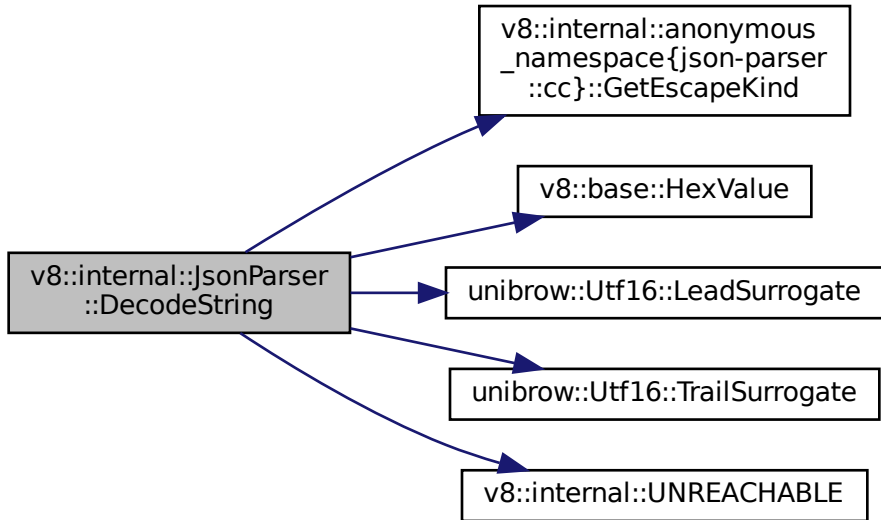 v8::internal::anonymous
_namespace{json-parser
::cc}::GetEscapeKind
v8::base::HexValue
v8::internal::JsonParser
::DecodeString
unibrow::Utf16::LeadSurrogate
unibrow::Utf16::TrailSurrogate
v8::internal::UNREACHABLE